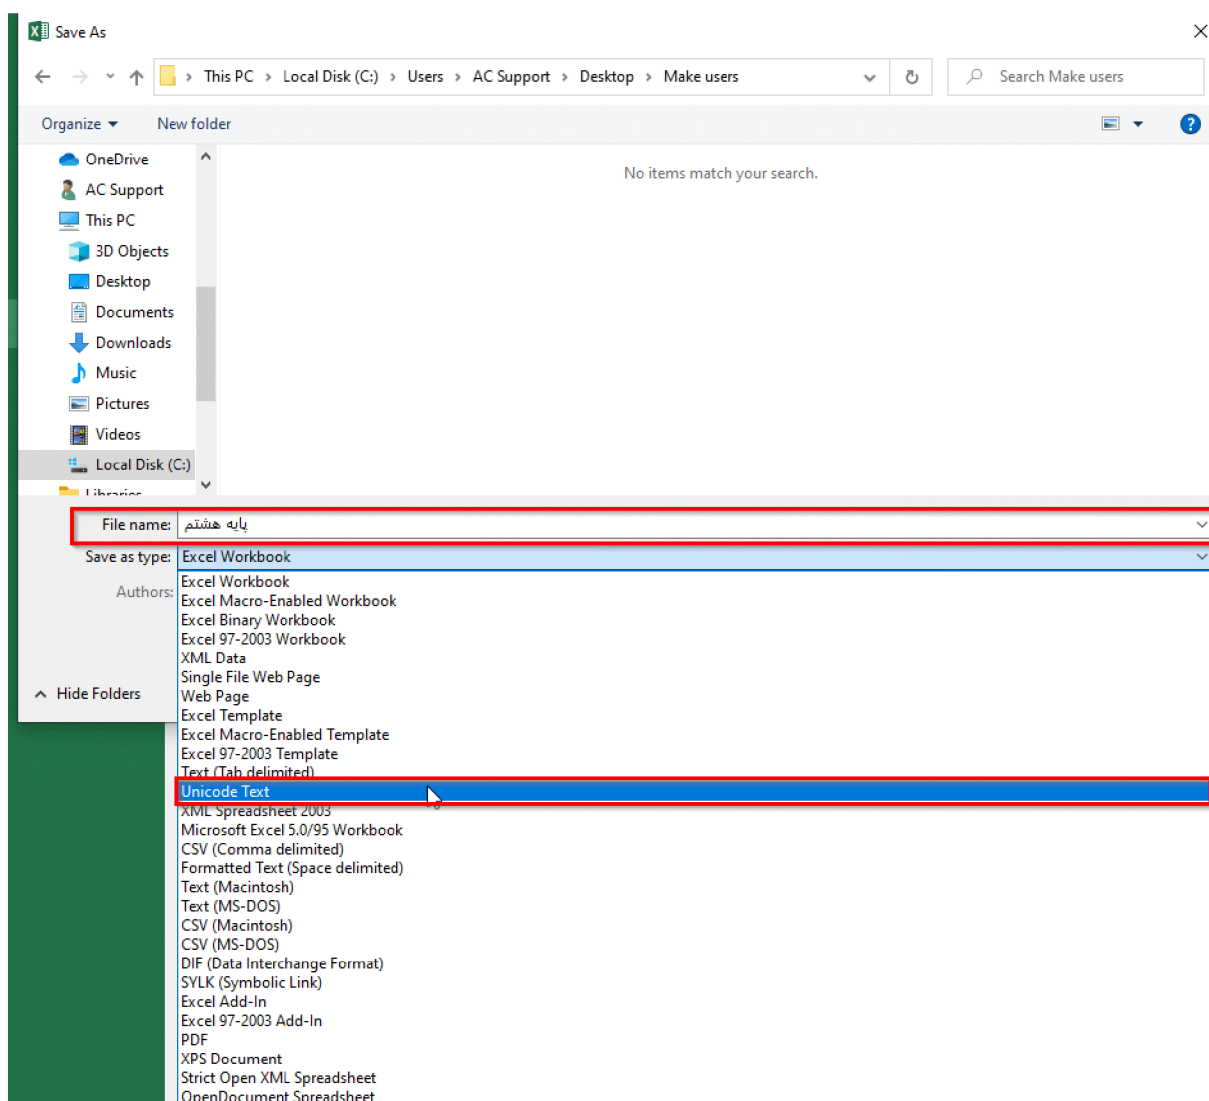 Save As
This PC > Local Disk (C:) > Users > AC Support > Desktop > Make users
Search Make users
Organize
New folder
OneDrive
No items match your search.
AC Support
This PC
3D Objects
Desktop
Documents
Downloads
Music
Pictures
Videos
Local Disk (C:)
Libraries
File name: پایه هشتم
Save as type: Excel Workbook
Authors:
Excel Workbook
Excel Macro-Enabled Workbook
Excel Binary Workbook
Excel 97-2003 Workbook
XML Data
Single File Web Page
Web Page
Hide Folders
Excel Template
Excel Macro-Enabled Template
Excel 97-2003 Template
Text (Tab delimited)
Unicode Text
XML Spreadsheet 2003
Microsoft Excel 5.0/95 Workbook
CSV (Comma delimited)
Formatted Text (Space delimited)
Text (Macintosh)
Text (MS-DOS)
CSV (Macintosh)
CSV (MS-DOS)
DIF (Data Interchange Format)
SYLK (Symbolic Link)
Excel Add-In
Excel 97-2003 Add-In
PDF
XPS Document
Strict Open XML Spreadsheet
OpenDocument Spreadsheet